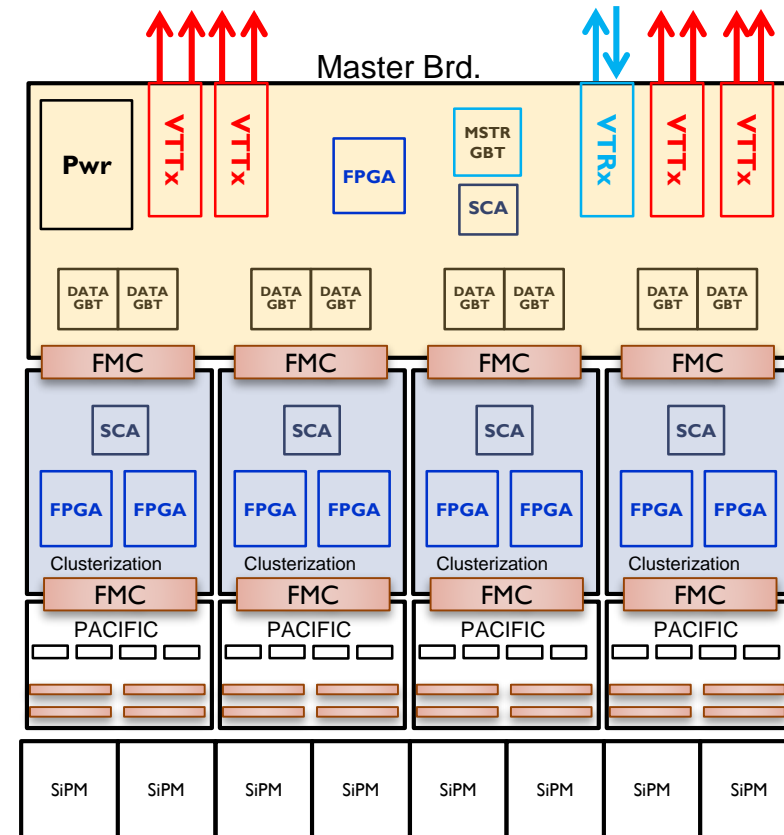 Master Brd.
Pwr
VTTx
VTTx
FPGA
MSTR
GBT
SCA
VTRx
VTTx
VTTx
DATA
GBT
DATA
GBT
DATA
GBT
DATA
GBT
DATA
GBT
DATA
GBT
DATA
GBT
DATA
GBT
FMC
FMC
FMC
FMC
SCA
SCA
SCA
SCA
FPGA
FPGA
FPGA
FPGA
FPGA
FPGA
FPGA
FPGA
Clusterization
Clusterization
Clusterization
Clusterization
FMC
FMC
FMC
FMC
PACIFIC
PACIFIC
PACIFIC
PACIFIC
SiPM
SiPM
SiPM
SiPM
SiPM
SiPM
SiPM
SiPM